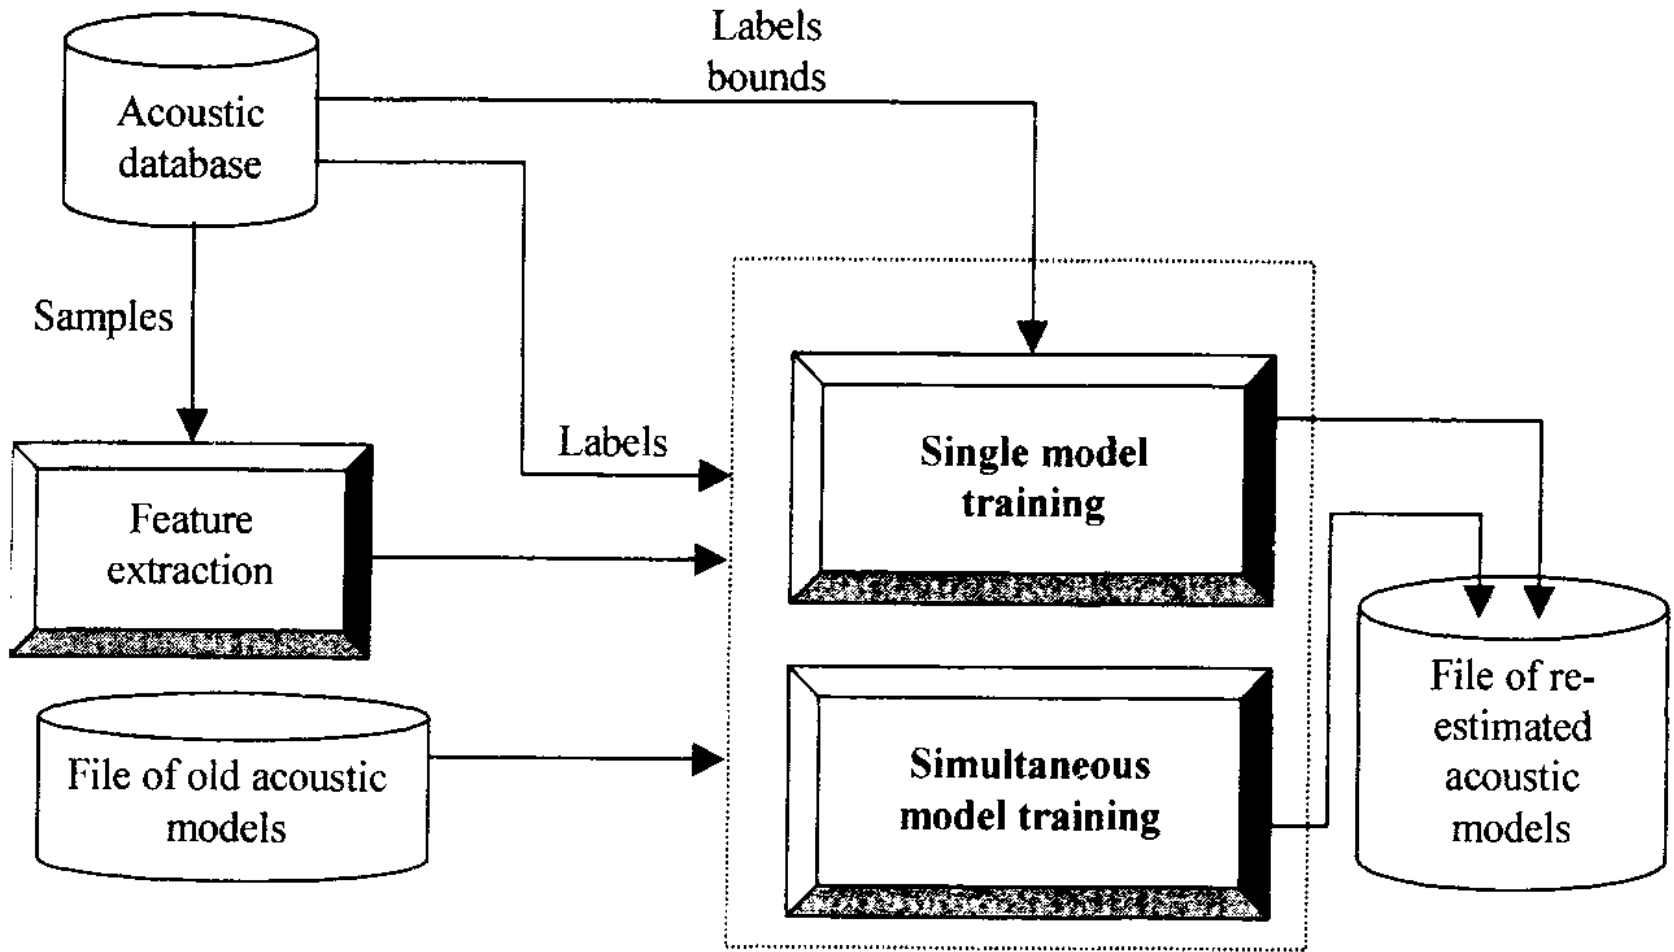 Labels
bounds
Acoustic
database
Samples
Labels
Feature
extraction
Single model
training
File of old acoustic
models
Simultaneous
model training
File of re-
estimated
acoustic
models